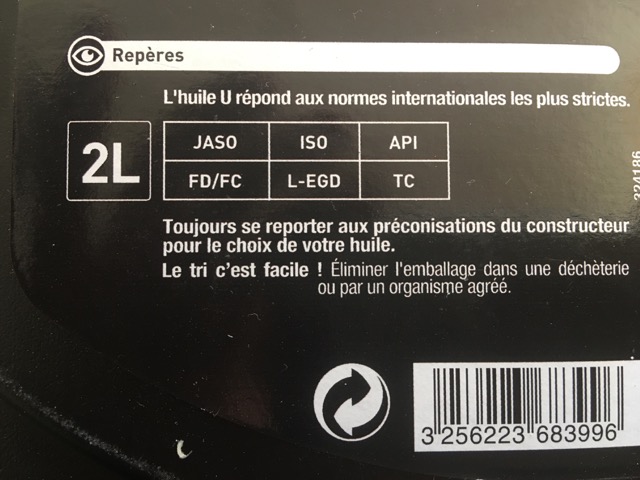 Repères
L'huile U répond aux normes internationales les plus strictes.
2L
JASO ISO API
FD/FC L-EGD TC
Toujours se reporter aux préconisations du constructeur
pour le choix de votre huile.
Le tri c'est facile ! Éliminer l'emballage dans une déchèterie
ou par un organisme agréé.
324186
3 256223 683996